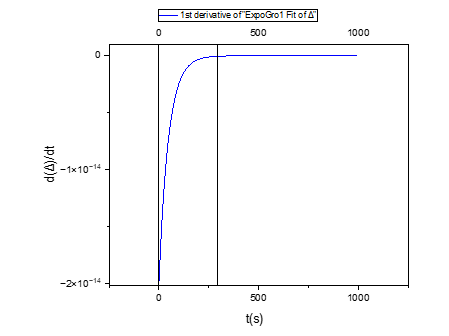 1st derivative of "ExpoGro1 Fit of Δ"
0 500 1000
0
−1×10⁻¹⁴
−2×10⁻¹⁴
d(Δ)/dt
0 500 1000
t(s)